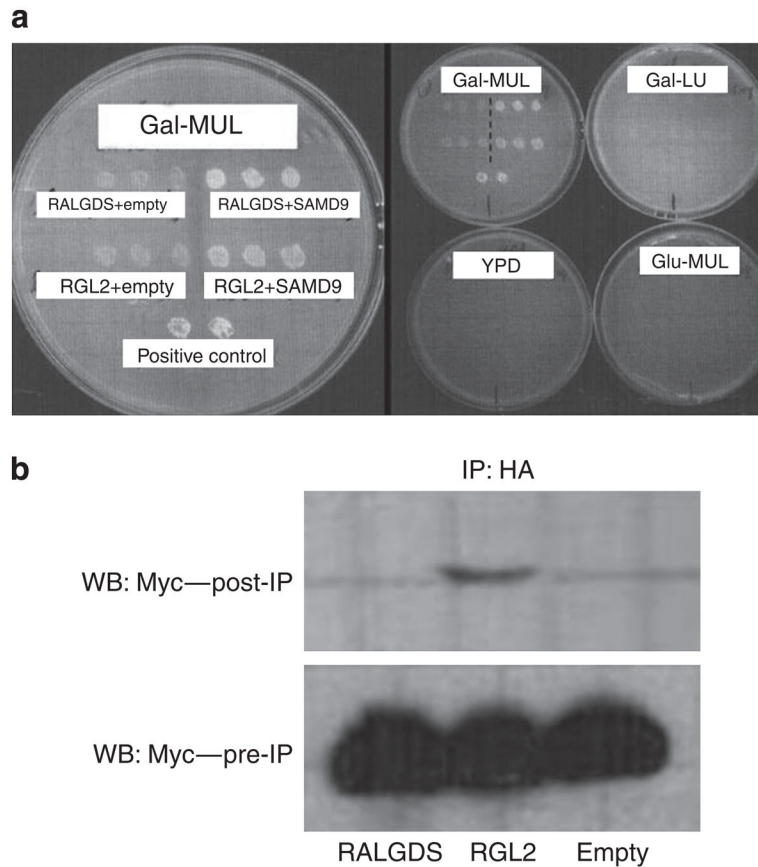 a
Gal-MUL
RALGDS+empty RALGDS+SAMD9
RGL2+empty RGL2+SAMD9
Positive control
Gal-MUL Gal-LU
YPD Glu-MUL
b
IP: HA
WB: Myc—post-IP
WB: Myc—pre-IP
RALGDS RGL2 Empty